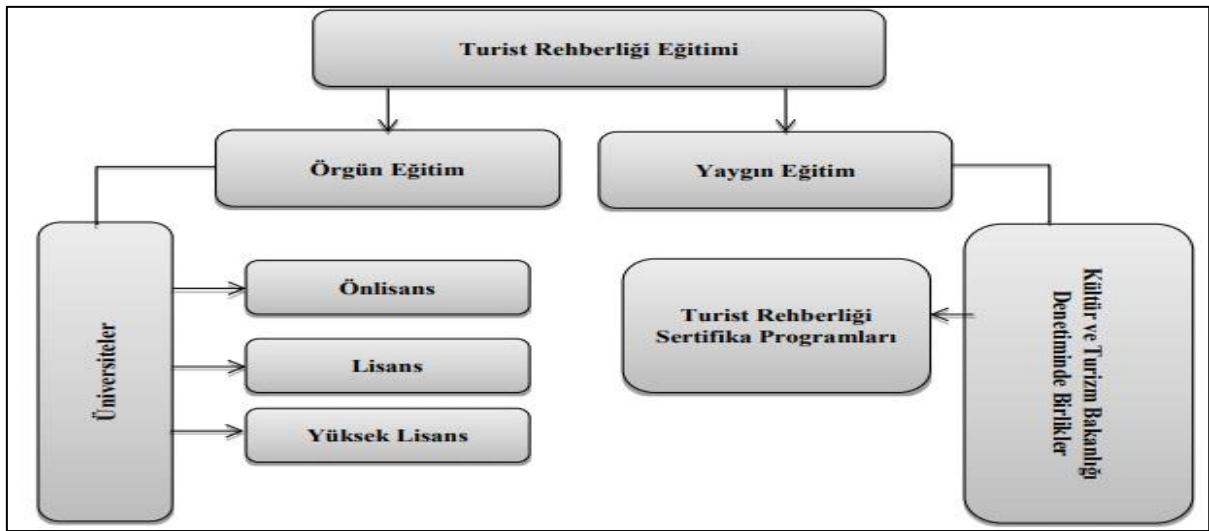 Turist Rehberliği Eğitimi
Örgün Eğitim
Yaygın Eğitim
Üniversiteler
Önlisans
Lisans
Yüksek Lisans
Turist Rehberliği
Sertifika Programları
Kültür ve Turizm Bakanlığı
Denetiminde Birlikler